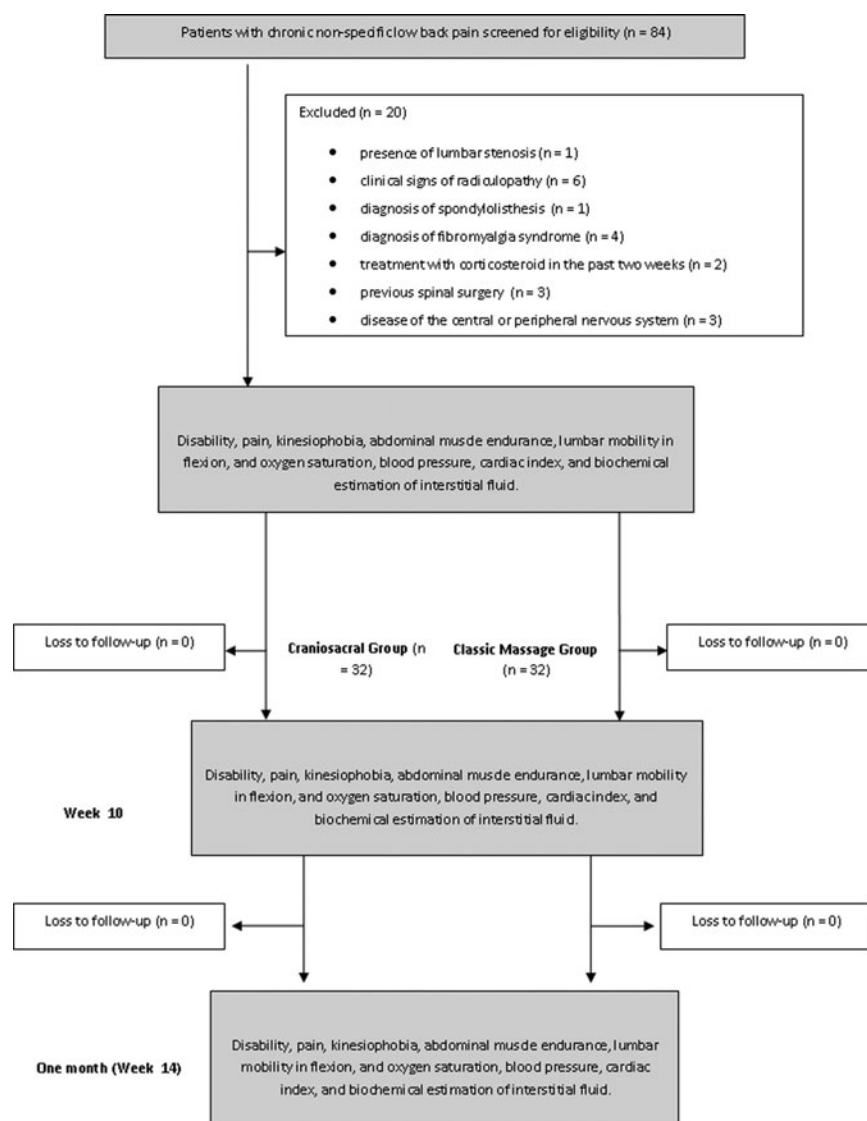 Patients with chronic non-specific low back pain screened for eligibility (n = 84)
Excluded (n = 20)
• presence of lumbar stenosis (n = 1)
• clinical signs of radiculopathy (n = 6)
• diagnosis of spondylolisthesis (n = 1)
• diagnosis of fibromyalgia syndrome (n = 4)
• treatment with corticosteroid in the past two weeks (n = 2)
• previous spinal surgery (n = 3)
• disease of the central or peripheral nervous system (n = 3)
Disability, pain, kinesiophobia, abdominal muscle endurance, lumbar mobility in
flexion, and oxygen saturation, blood pressure, cardiac index, and biochemical
estimation of interstitial fluid.
Loss to follow-up (n = 0)
Craniosacral Group (n
= 32)
Classic Massage Group
(n = 32)
Loss to follow-up (n = 0)
Week 10
Disability, pain, kinesiophobia, abdominal muscle endurance, lumbar mobility
in flexion, and oxygen saturation, blood pressure, cardiac index, and
biochemical estimation of interstitial fluid.
Loss to follow-up (n = 0)
Loss to follow-up (n = 0)
One month (Week 14)
Disability, pain, kinesiophobia, abdominal muscle endurance, lumbar
mobility in flexion, and oxygen saturation, blood pressure, cardiac
index, and biochemical estimation of interstitial fluid.